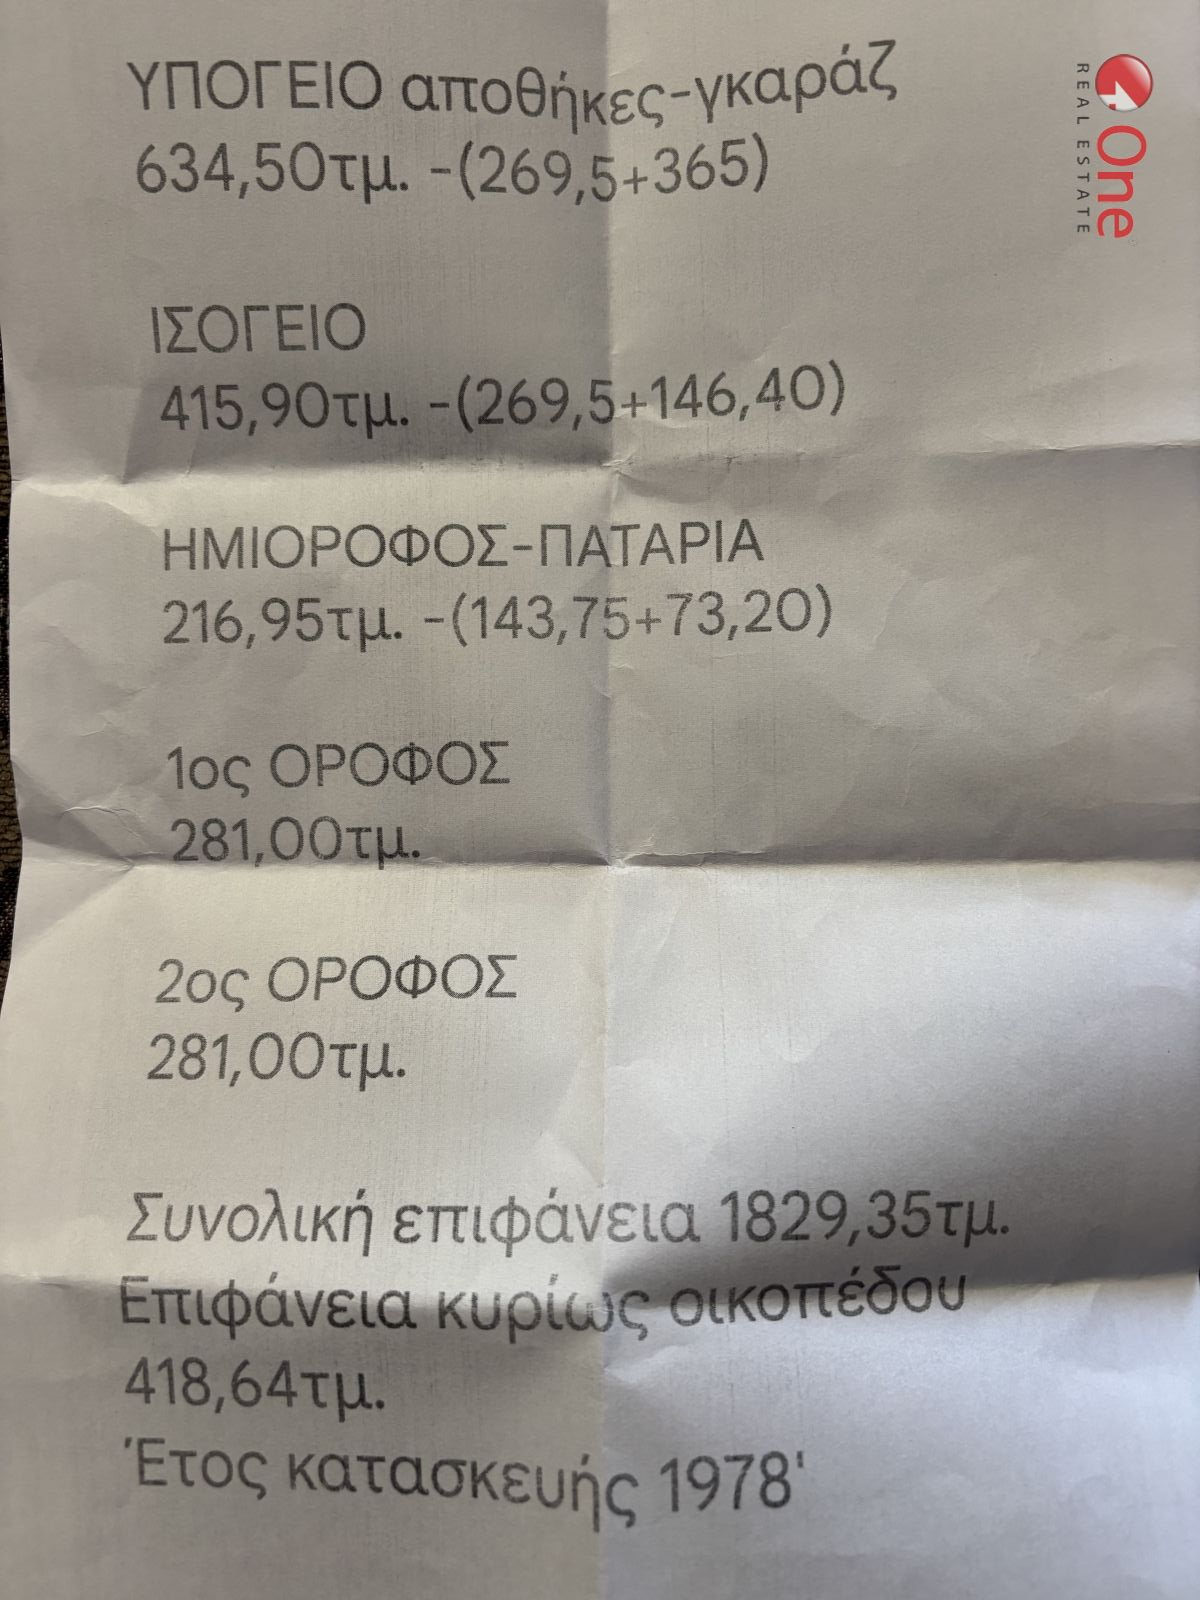 ΥΠΟΓΕΙΟ αποθήκες-γκαράζ
634,50τμ. -(269,5+365)
ΙΣΟΓΕΙΟ
415,90τμ. -(269,5+146,40)
ΗΜΙΟΡΟΦΟΣ-ΠΑΤΑΡΙΑ
216,95τμ. -(143,75+73,20)
1ος ΟΡΟΦΟΣ
281,00τμ.
2ος ΟΡΟΦΟΣ
281,00τμ.
Συνολική επιφάνεια 1829,35τμ.
Επιφάνεια κυρίως οικοπέδου
418,64τμ.
Έτος κατασκευής 1978'
One
REAL ESTATE